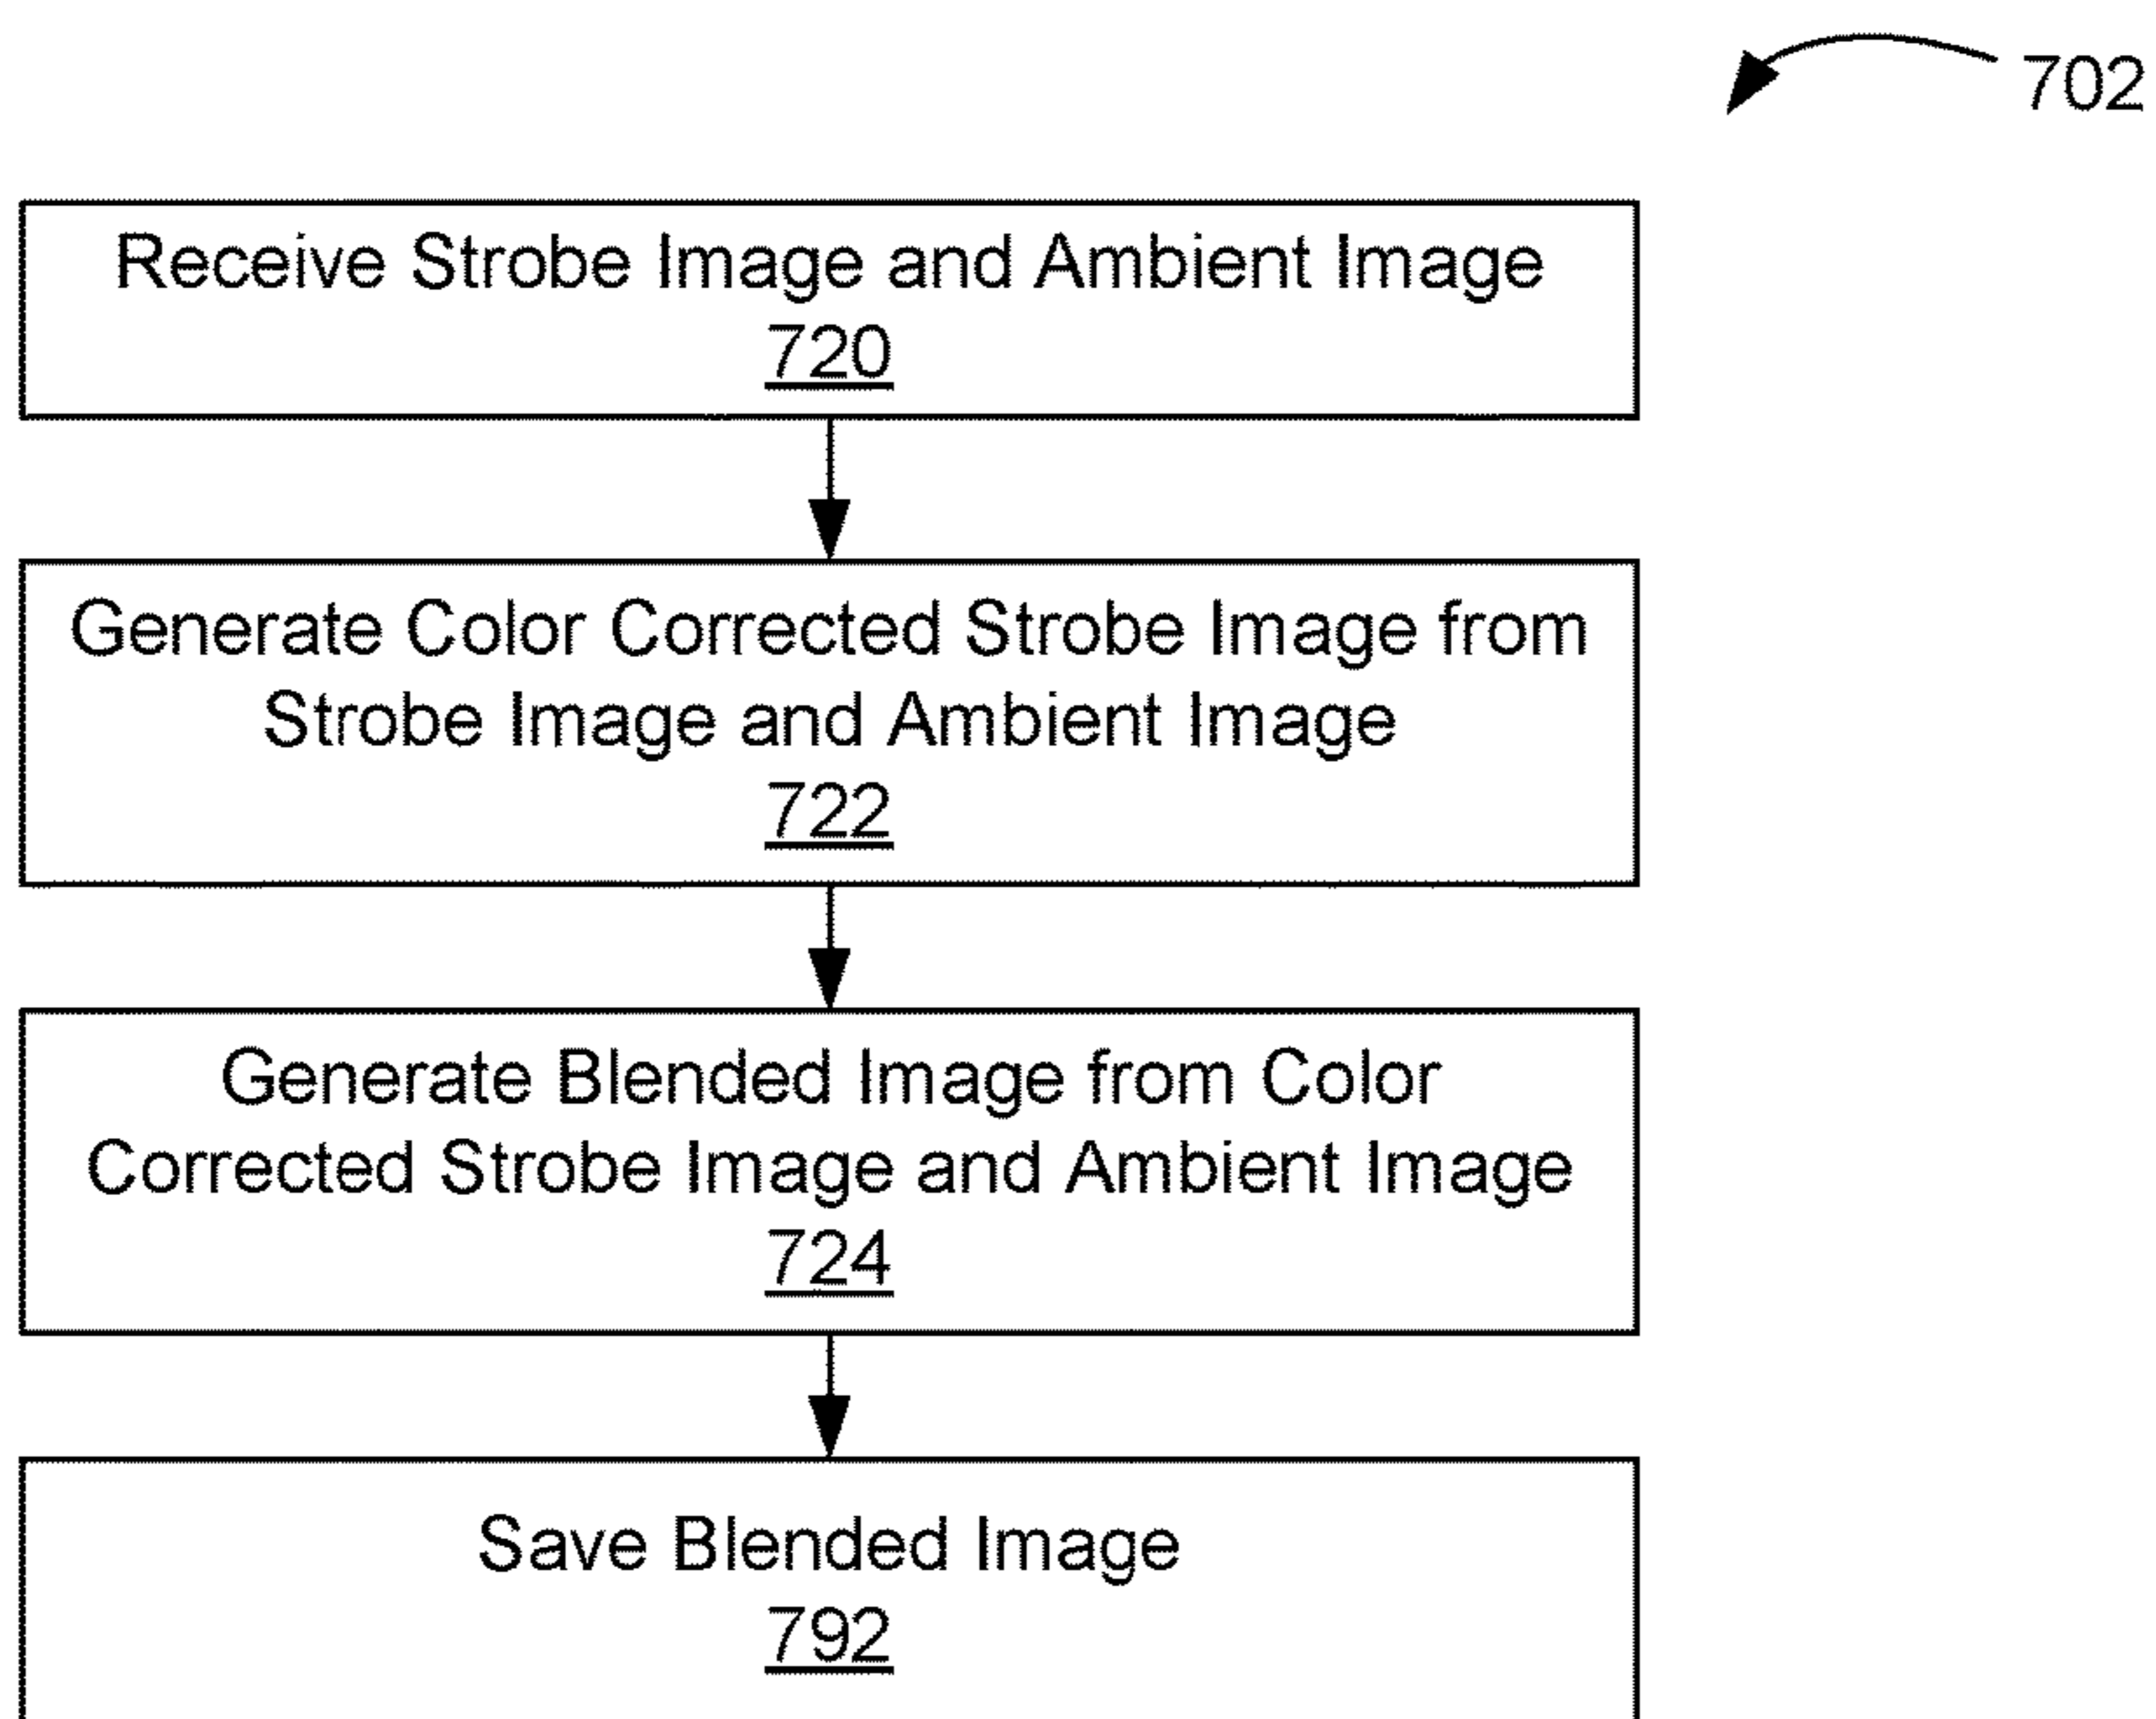 702
Receive Strobe Image and Ambient Image
720
Generate Color Corrected Strobe Image from
Strobe Image and Ambient Image
722
Generate Blended Image from Color
Corrected Strobe Image and Ambient Image
724
Save Blended Image
792